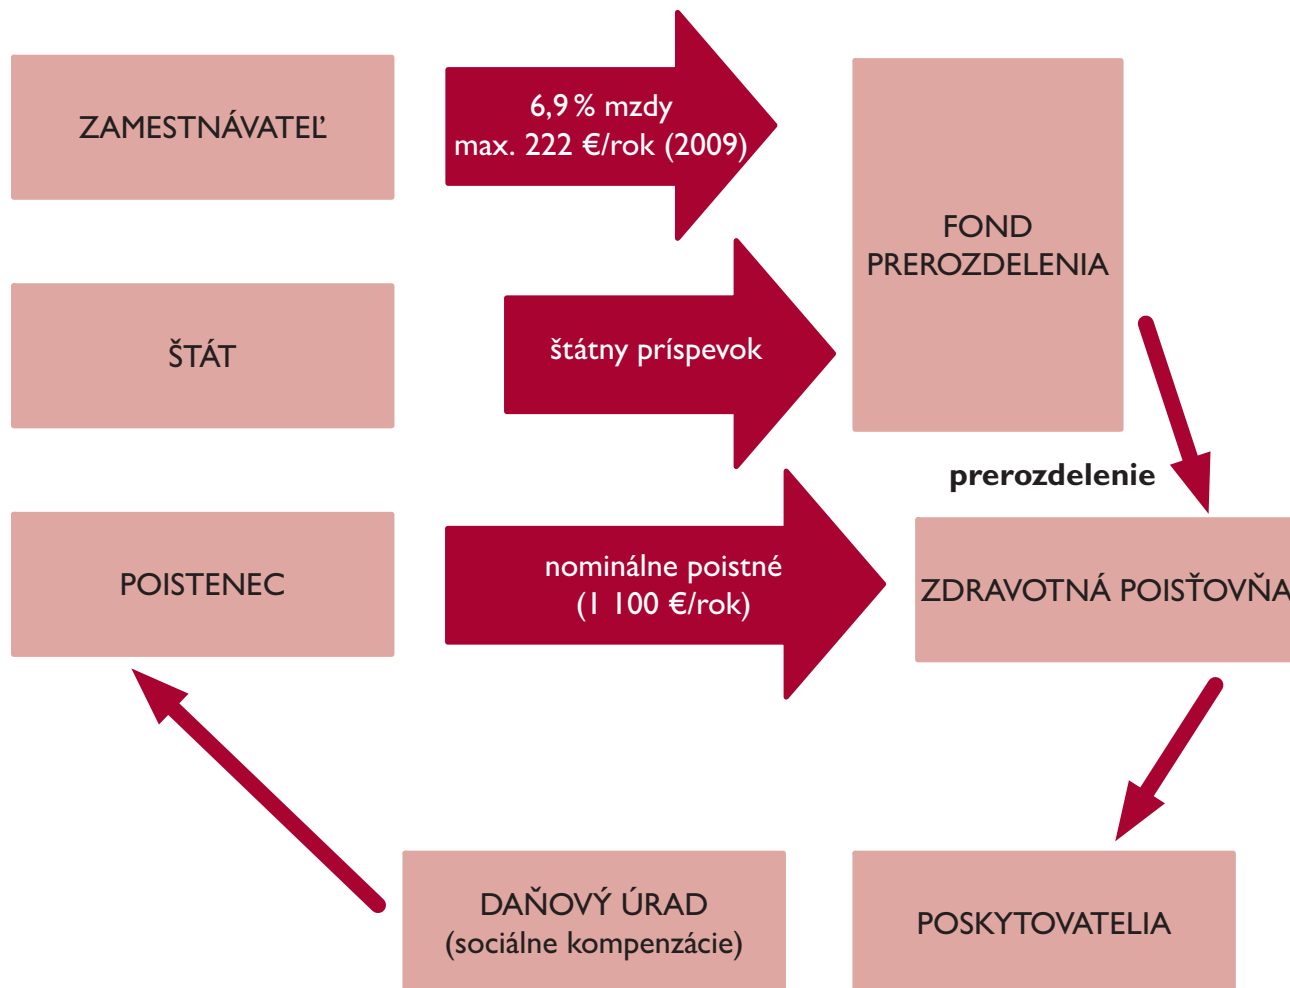 ZAMESTNÁVATEĽ
6,9 % mzdy
max. 222 €/rok (2009)
FOND
PREROZDELENIA
ŠTÁT
štátny príspevok
prerozdelenie
POISTENEC
nominálne poistné
(1 100 €/rok)
ZDRAVOTNÁ POISŤOVŇA
DAŇOVÝ ÚRAD
(sociálne kompenzácie)
POSKYTOVATELIA